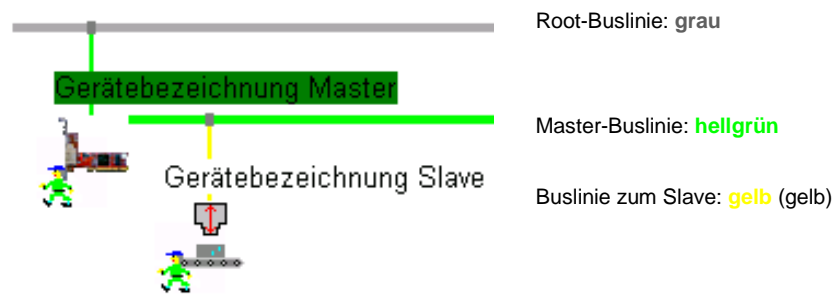 Root-Buslinie: grau
Gerätebezeichnung Master
Master-Buslinie: hellgrün
Gerätebezeichnung Slave
Buslinie zum Slave: gelb (gelb)